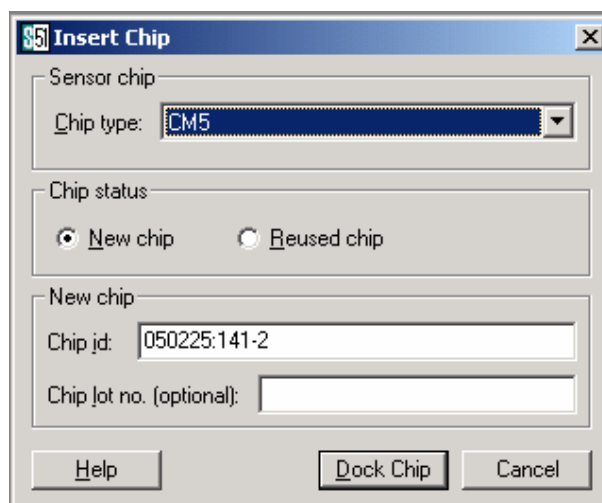 S51 Insert Chip
Sensor chip
Chip type: CM5
Chip status
New chip Reused chip
New chip
Chip id: 050225:141-2
Chip lot no. (optional):
Help Dock Chip Cancel